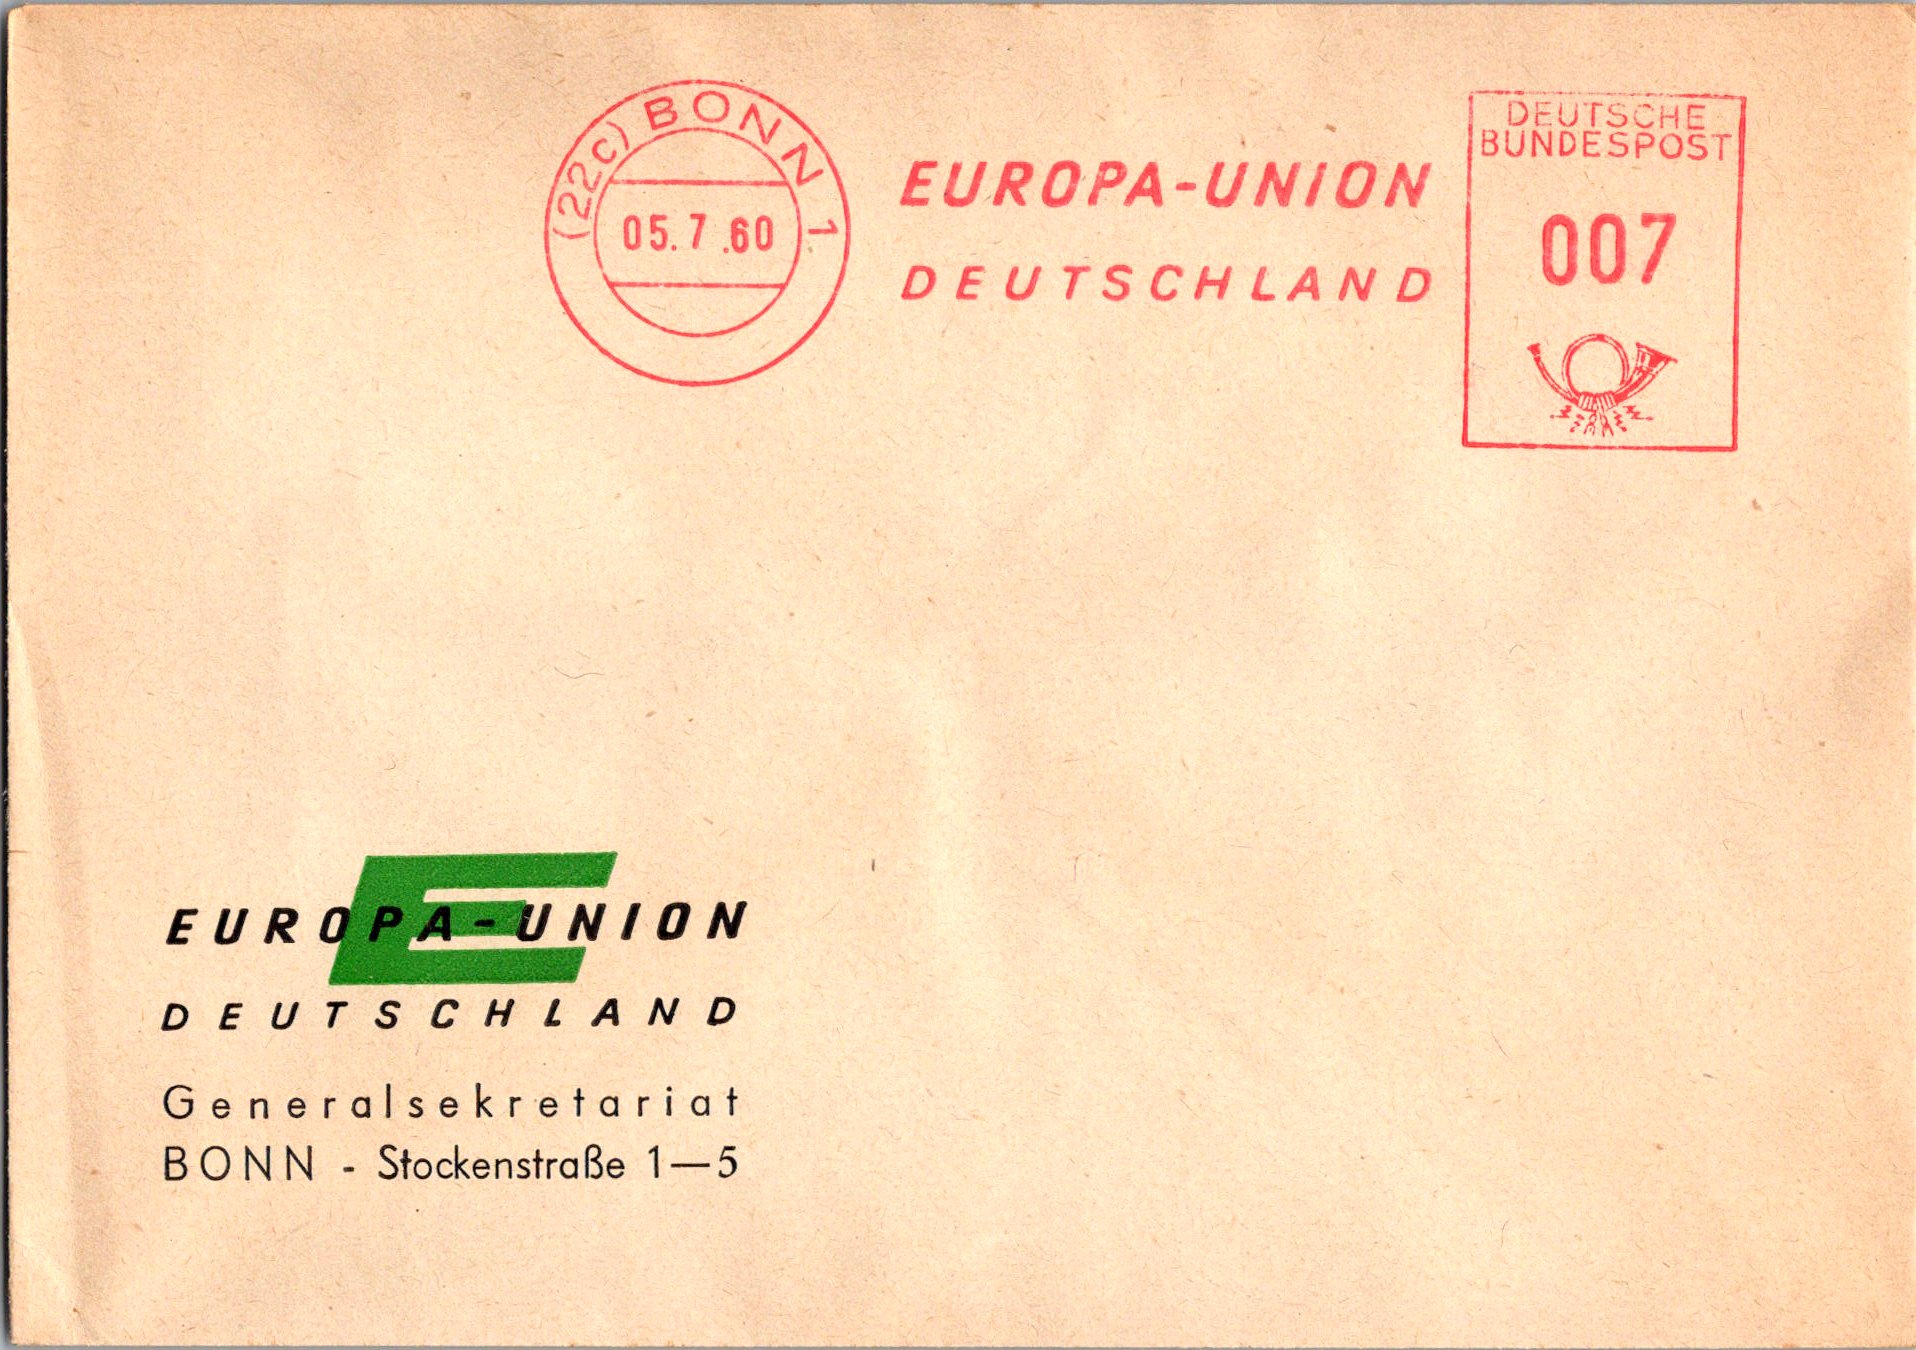 (22c) BONN 1
05.7.60
EUROPA-UNION
DEUTSCHLAND
DEUTSCHE
BUNDESPOST
007
EUROPA-UNION
DEUTSCHLAND
Generalsekretariat
BONN - Stockenstraße 1—5